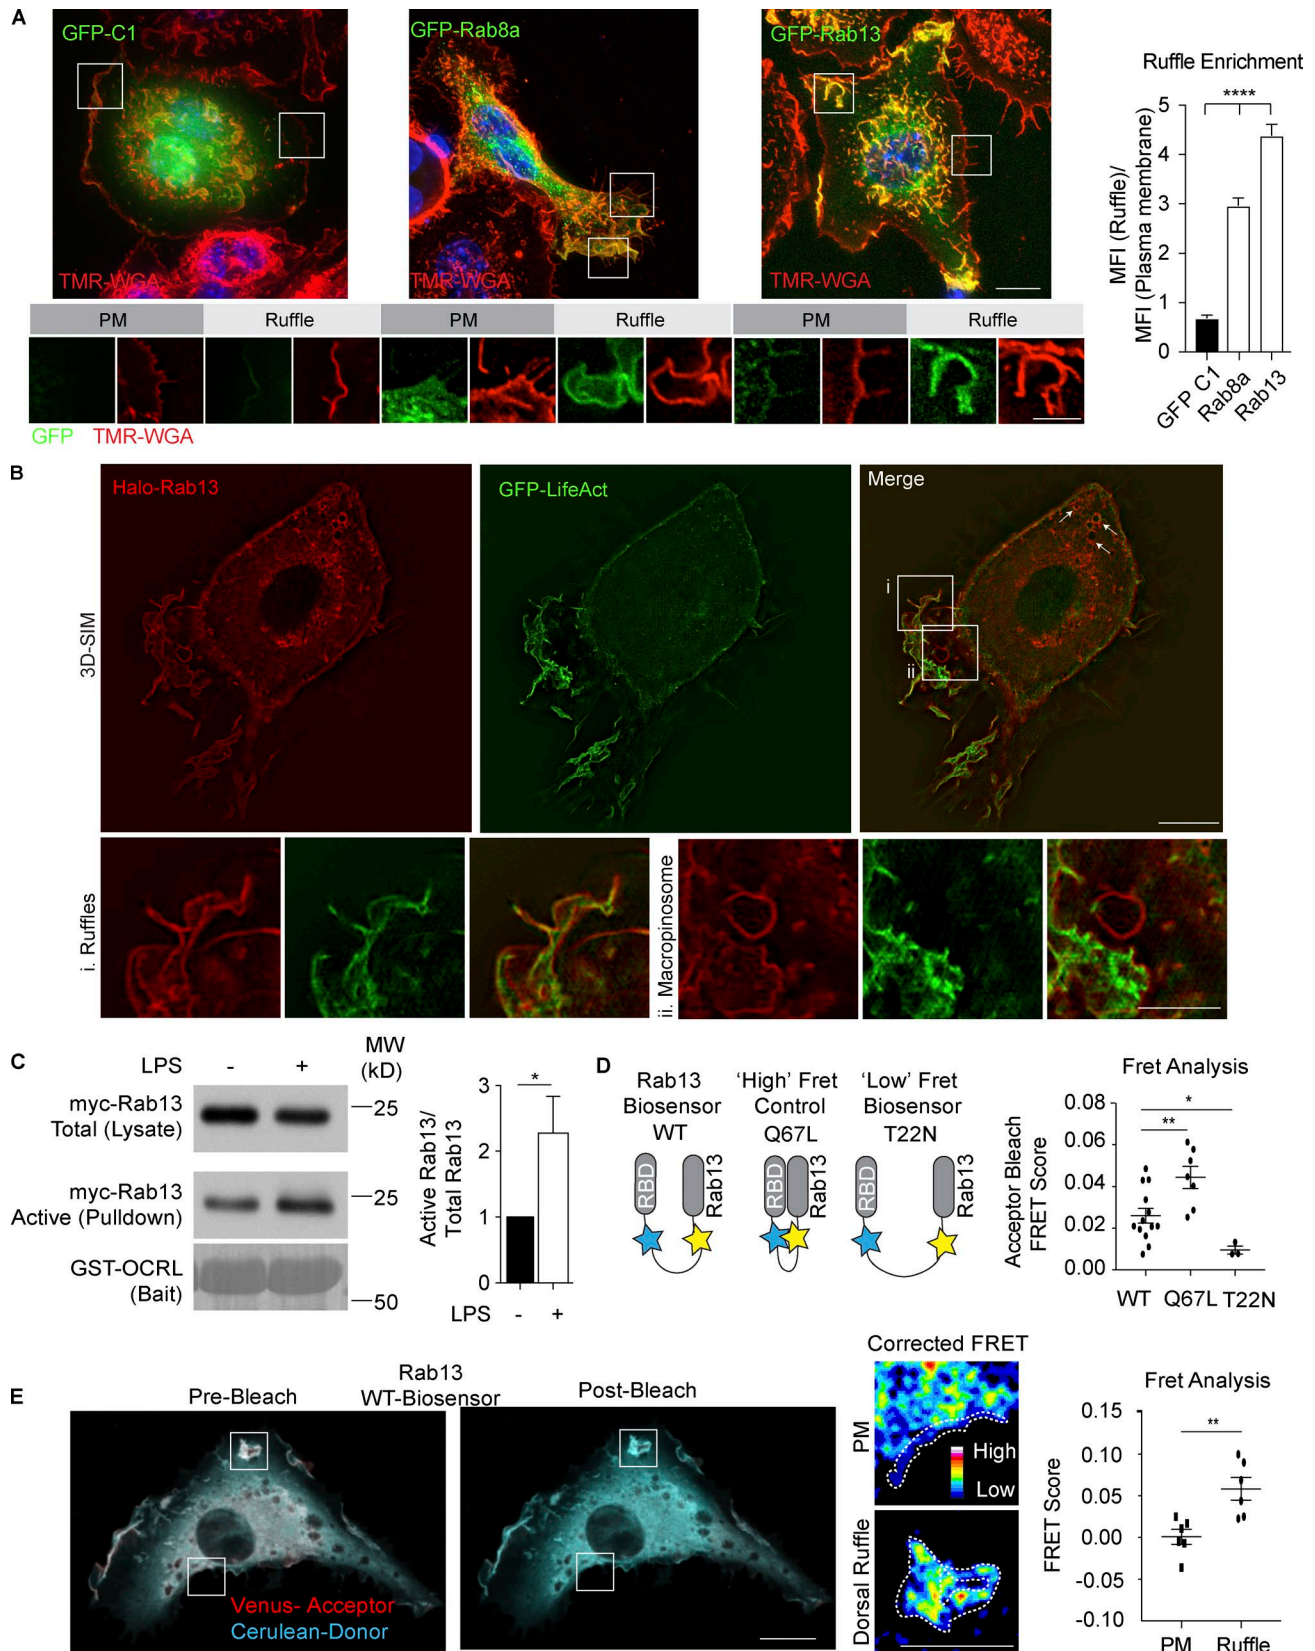 A
GFP-C1
TMR-WGA
GFP-Rab8a
TMR-WGA
GFP-Rab13
TMR-WGA
PM Ruffle PM Ruffle PM Ruffle
GFP TMR-WGA
Ruffle Enrichment
****
MFI (Ruffle)/
MFI (Plasma membrane)
5
4
3
2
1
0
GFP C1
Rab8a
Rab13
B
3D-SIM
Halo-Rab13
GFP-LifeAct
Merge
i
ii
i. Ruffles
ii. Macropinosome
C
LPS - +
MW
(kD)
myc-Rab13
Total (Lysate)
25
myc-Rab13
Active (Pulldown)
25
GST-OCRL
(Bait)
50
Active Rab13/
Total Rab13
3
2
1
0
*
LPS - +
D
Rab13
Biosensor
WT
'High' Fret
Control
Q67L
'Low' Fret
Biosensor
T22N
RBD Rab13
RBD Rab13
RBD Rab13
Fret Analysis
Acceptor Bleach
FRET Score
0.08
0.06
0.04
0.02
0.00
*
**
WT Q67L T22N
E
Pre-Bleach
Rab13
WT-Biosensor
Post-Bleach
Venus- Acceptor
Cerulean-Donor
Corrected FRET
PM
High
Low
Dorsal Ruffle
Fret Analysis
FRET Score
0.15
0.10
0.05
0.00
-0.05
-0.10
**
PM Ruffle